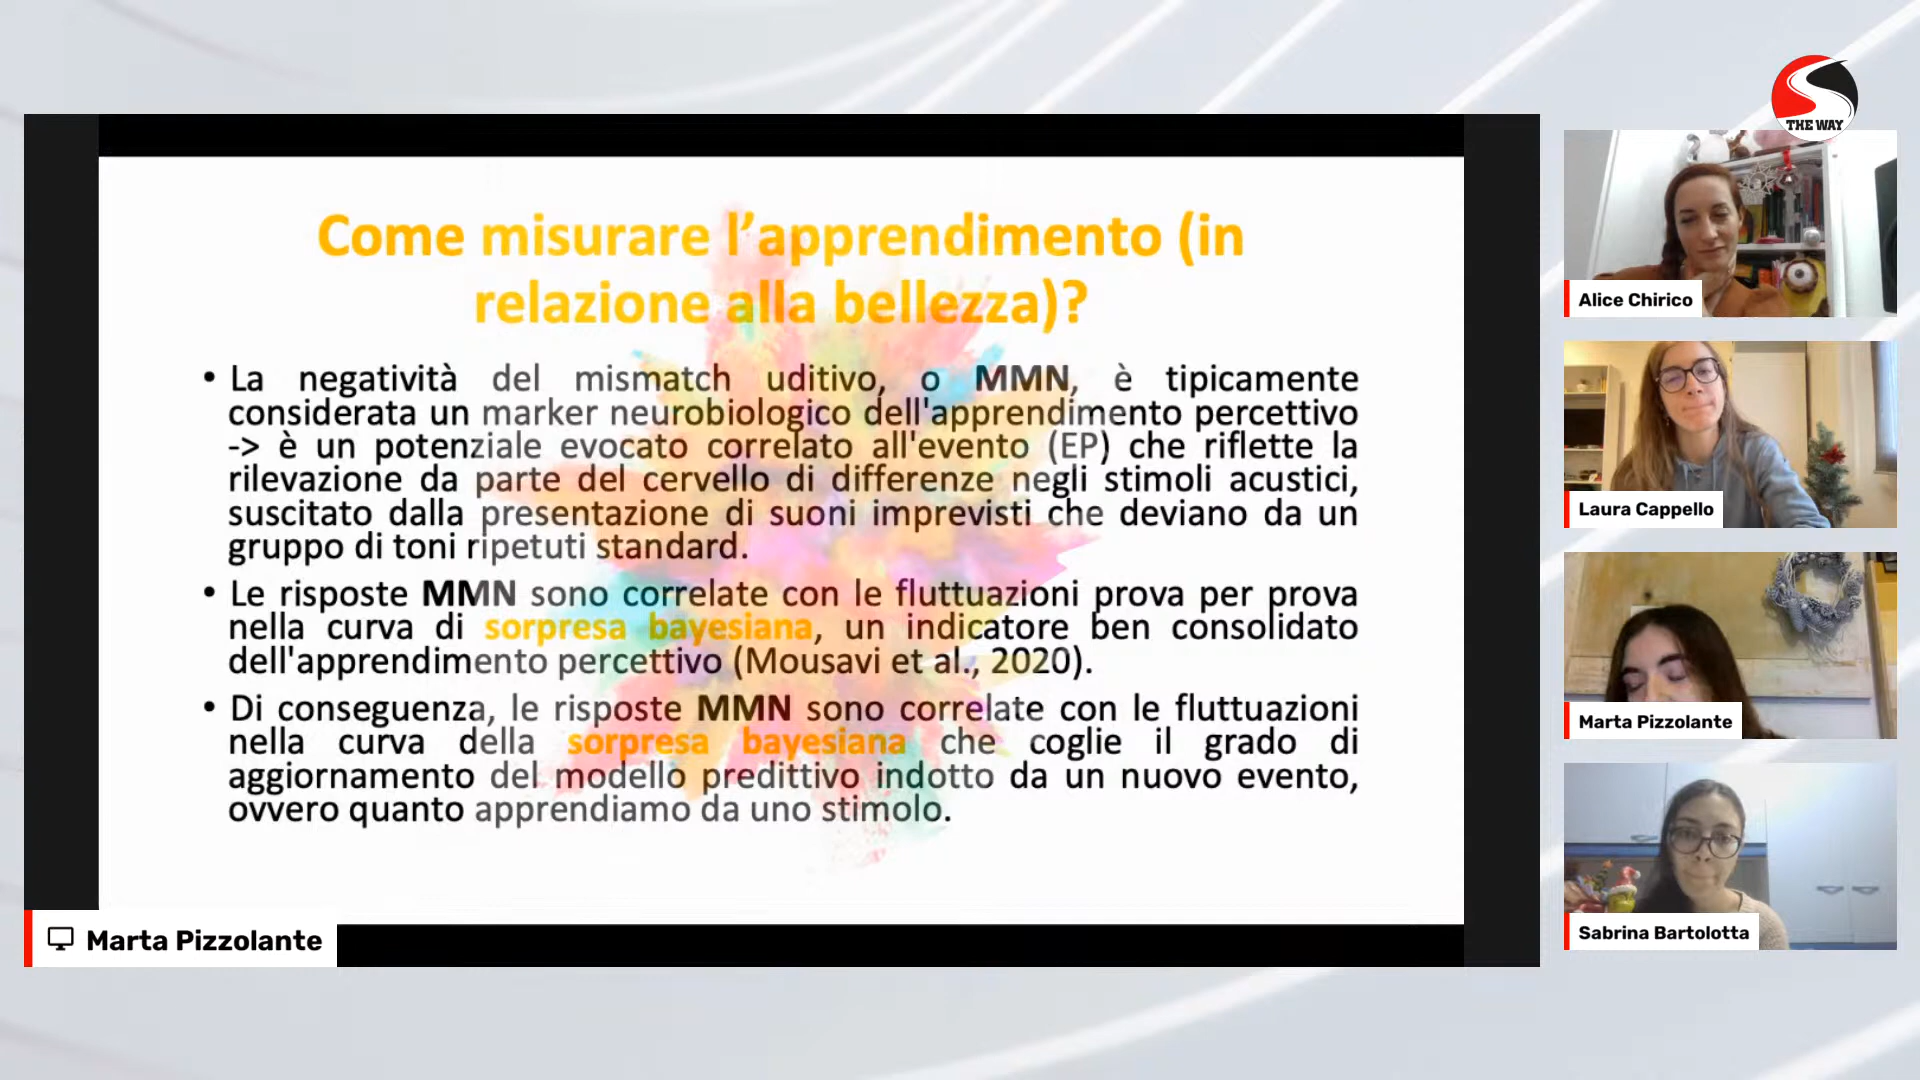 THE WAY
Come misurare l’apprendimento (in
relazione alla bellezza)?
• La negatività del mismatch uditivo, o MMN, è tipicamente
considerata un marker neurobiologico dell'apprendimento percettivo
-> è un potenziale evocato correlato all'evento (EP) che riflette la
rilevazione da parte del cervello di differenze negli stimoli acustici,
suscitato dalla presentazione di suoni imprevisti che deviano da un
gruppo di toni ripetuti standard.
• Le risposte MMN sono correlate con le fluttuazioni prova per prova
nella curva di sorpresa bayesiana, un indicatore ben consolidato
dell'apprendimento percettivo (Mousavi et al., 2020).
• Di conseguenza, le risposte MMN sono correlate con le fluttuazioni
nella curva della sorpresa bayesiana che coglie il grado di
aggiornamento del modello predittivo indotto da un nuovo evento,
ovvero quanto apprendiamo da uno stimolo.
Marta Pizzolante
Alice Chirico
Laura Cappello
Marta Pizzolante
Sabrina Bartolotta